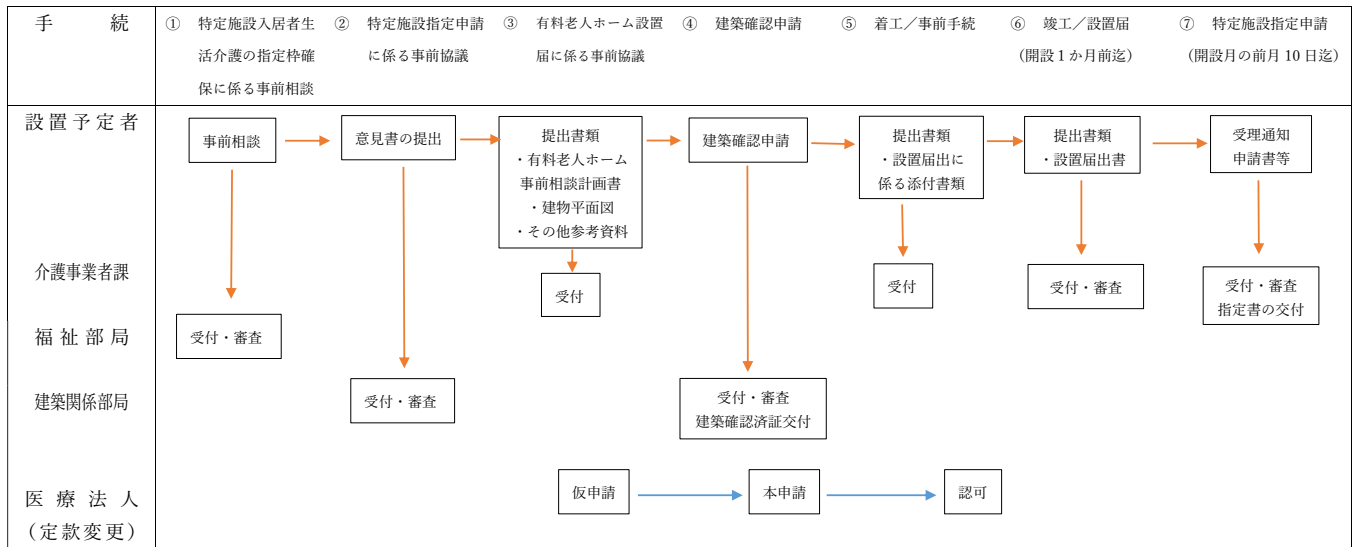 手続
① 特定施設入居者生
活介護の指定枠確
保に係る事前相談
② 特定施設指定申請
に係る事前協議
③ 有料老人ホーム設置
届に係る事前協議
④ 建築確認申請
⑤ 着工／事前手続
⑥ 竣工／設置届
（開設1か月前迄）
⑦ 特定施設指定申請
（開設月の前月10日迄）
設置予定者
事前相談
意見書の提出
提出書類
・有料老人ホーム
事前相談計画書
・建物平面図
・その他参考資料
建築確認申請
提出書類
・設置届出に
係る添付書類
提出書類
・設置届出書
受理通知
申請書等
介護事業者課
受付
受付
受付・審査
受付・審査
指定書の交付
福祉部局
受付・審査
建築関係部局
受付・審査
受付・審査
建築確認済証交付
医療法人
（定款変更）
仮申請
本申請
認可